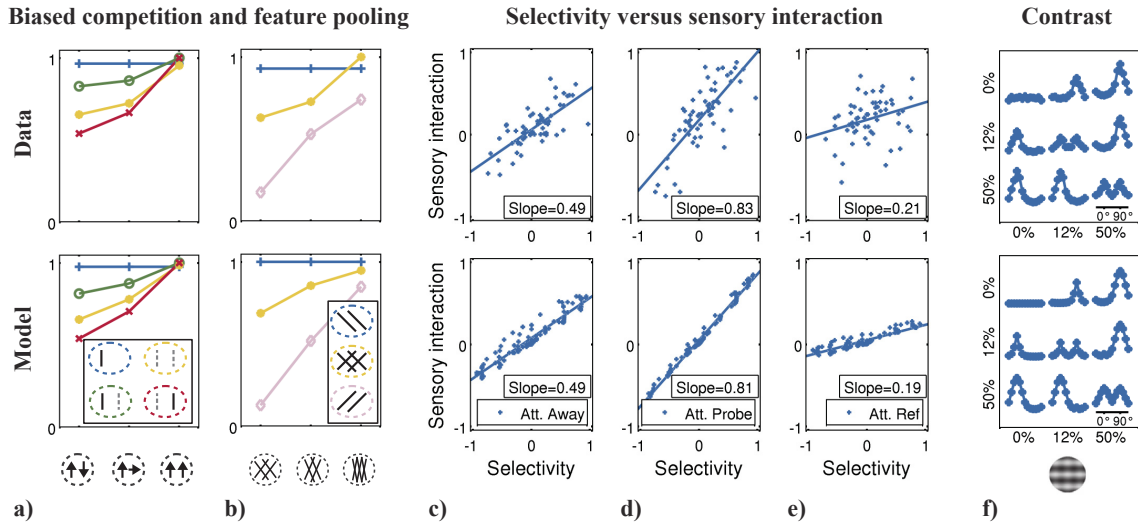 Biased competition and feature pooling
Selectivity versus sensory interaction
Contrast
Data
1
0
1
0
Sensory interaction
1
0
-1
Slope=0.49
-1 0 1
1
0
-1
Slope=0.83
-1 0 1
1
0
-1
Slope=0.21
-1 0 1
0%
12%
50%
0° 90°
0% 12% 50%
Model
1
0
1
0
Sensory interaction
1
0
-1
Slope=0.49
Att. Away
-1 0 1
Selectivity
1
0
-1
Slope=0.81
Att. Probe
-1 0 1
Selectivity
1
0
-1
Slope=0.19
Att. Ref
-1 0 1
Selectivity
0%
12%
50%
0° 90°
0% 12% 50%
a) b) c) d) e) f)